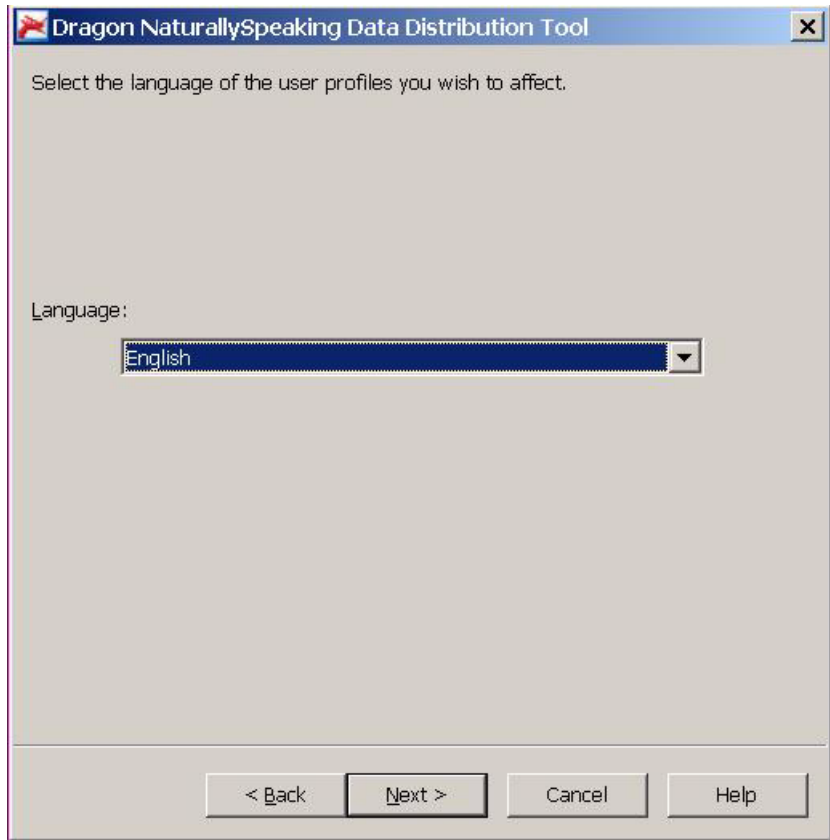 Dragon NaturallySpeaking Data Distribution Tool
Select the language of the user profiles you wish to affect.
Language:
English
< Back Next > Cancel Help